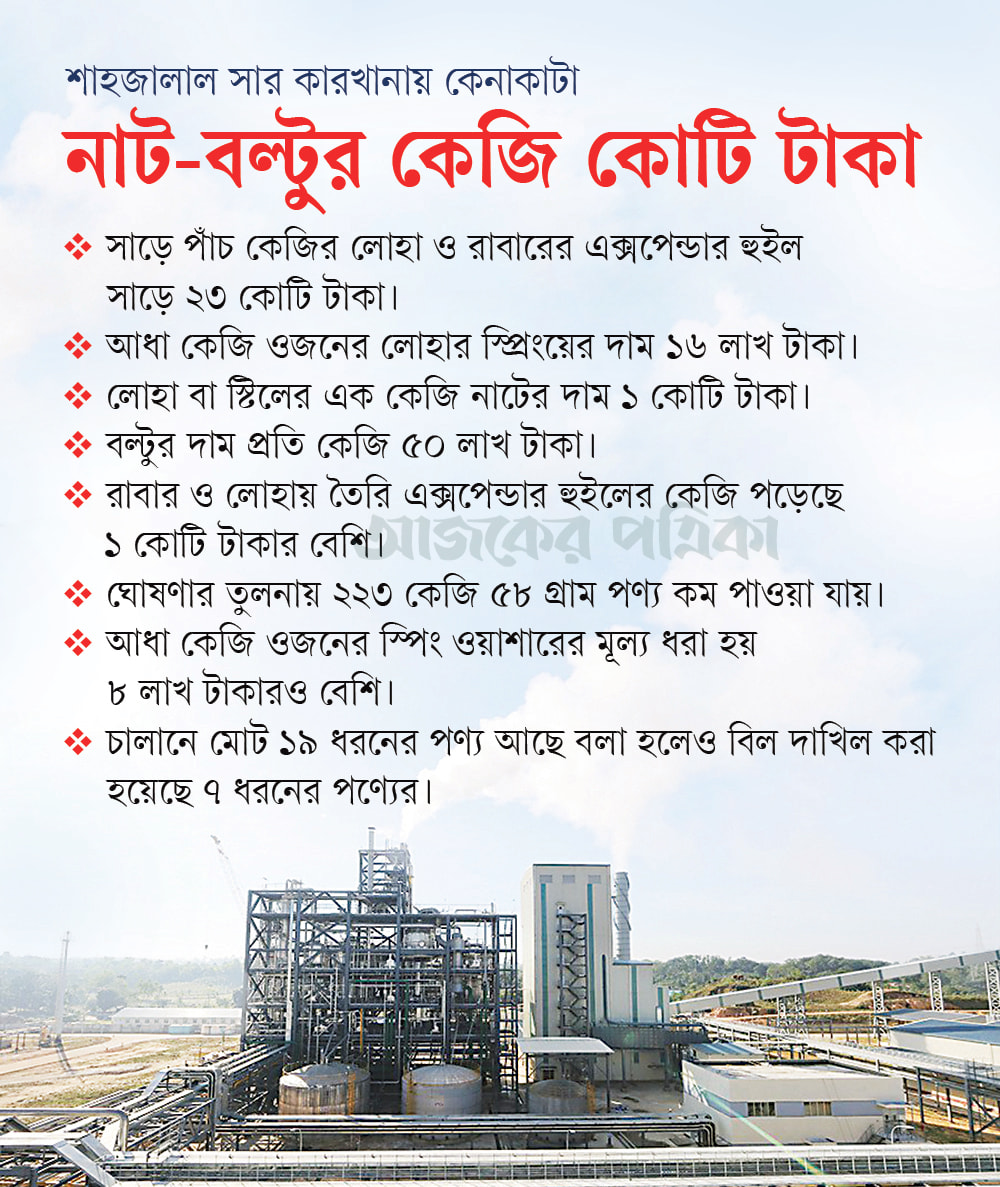 শাহজালাল সার কারখানায় কেনাকাটা
নাট-বল্টুর কেজি কোটি টাকা
❖ সাড়ে পাঁচ কেজির লোহা ও রাবারের এক্সপেন্ডার হুইল
সাড়ে ২৩ কোটি টাকা।
❖ আধা কেজি ওজনের লোহার স্প্রিংয়ের দাম ১৬ লাখ টাকা।
❖ লোহা বা স্টিলের এক কেজি নাটের দাম ১ কোটি টাকা।
❖ বল্টুর দাম প্রতি কেজি ৫০ লাখ টাকা।
❖ রাবার ও লোহায় তৈরি এক্সপেন্ডার হুইলের কেজি পড়েছে
১ কোটি টাকার বেশি।
আজকের পত্রিকা
❖ ঘোষণার তুলনায় ২২৩ কেজি ৫৮ গ্রাম পণ্য কম পাওয়া যায়।
❖ আধা কেজি ওজনের স্পিং ওয়াশারের মূল্য ধরা হয়
৮ লাখ টাকারও বেশি।
❖ চালানে মোট ১৯ ধরনের পণ্য আছে বলা হলেও বিল দাখিল করা
হয়েছে ৭ ধরনের পণ্যের।